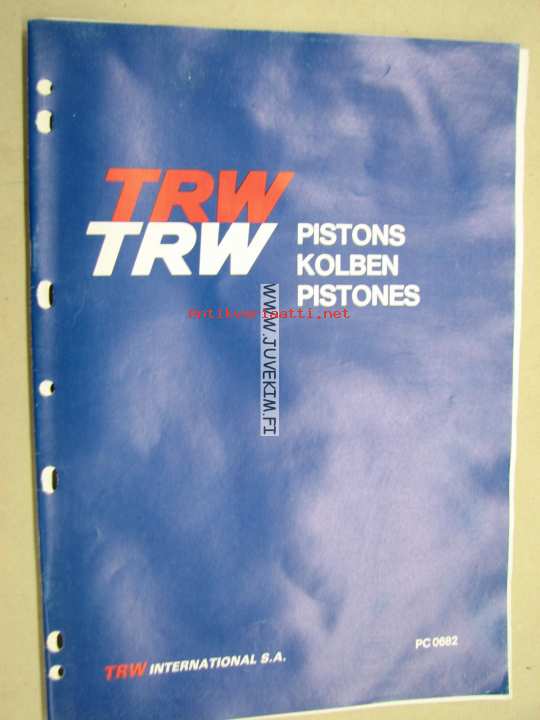 TRW
TRW
PISTONS
KOLBEN
PISTONES
antikvariaatti.net
WWW.JUVEKIM.FI
TRW INTERNATIONAL S.A.
PC 0682